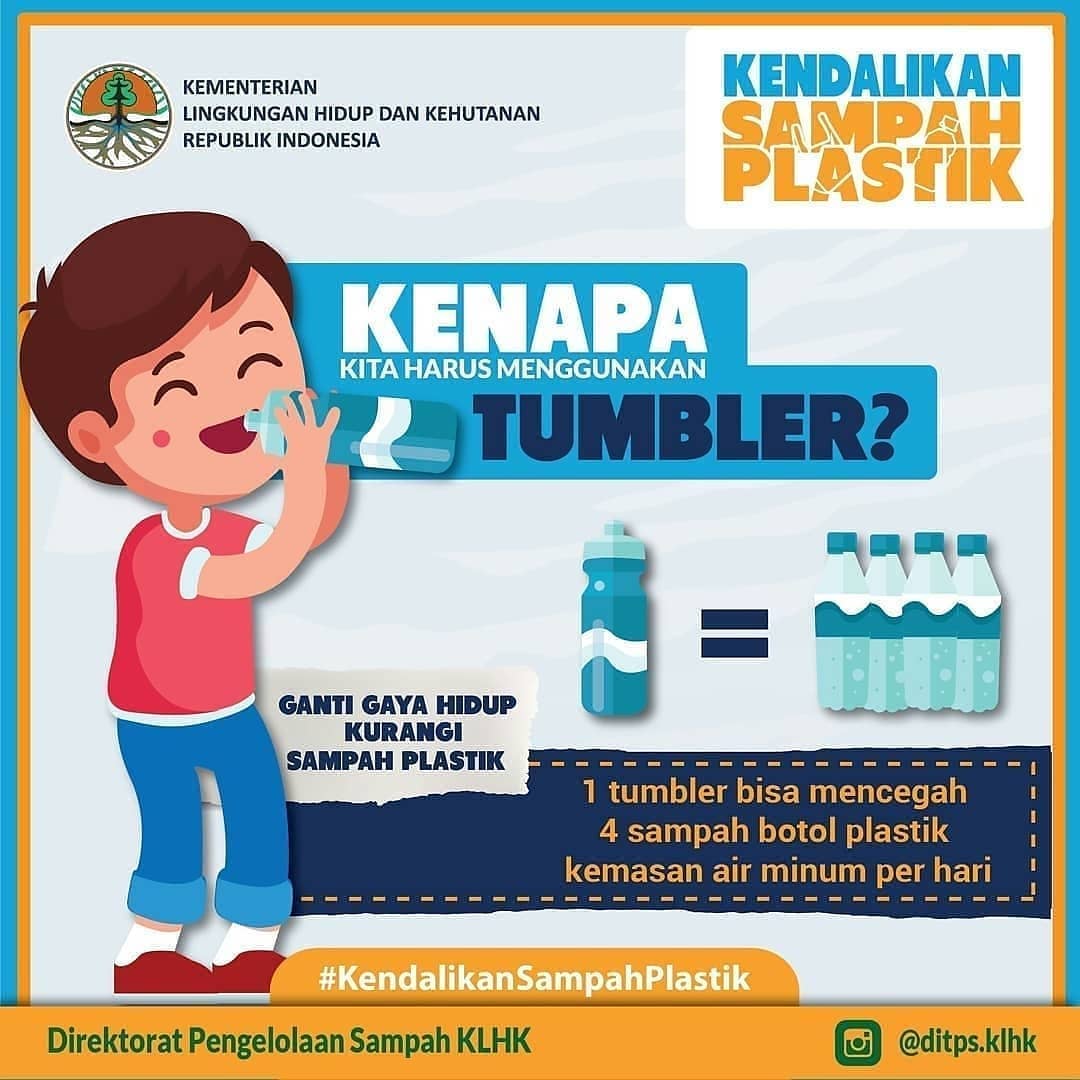 KEMENTERIAN
LINGKUNGAN HIDUP DAN KEHUTANAN
REPUBLIK INDONESIA
KENDALIKAN
SAMPAH
PLASTIK
KENAPA
KITA HARUS MENGGUNAKAN
TUMBLER?
=
GANTI GAYA HIDUP
KURANGI
SAMPAH PLASTIK
1 tumbler bisa mencegah
4 sampah botol plastik
kemasan air minum per hari
#KendalikanSampahPlastik
Direktorat Pengelolaan Sampah KLHK
@ditps.klhk